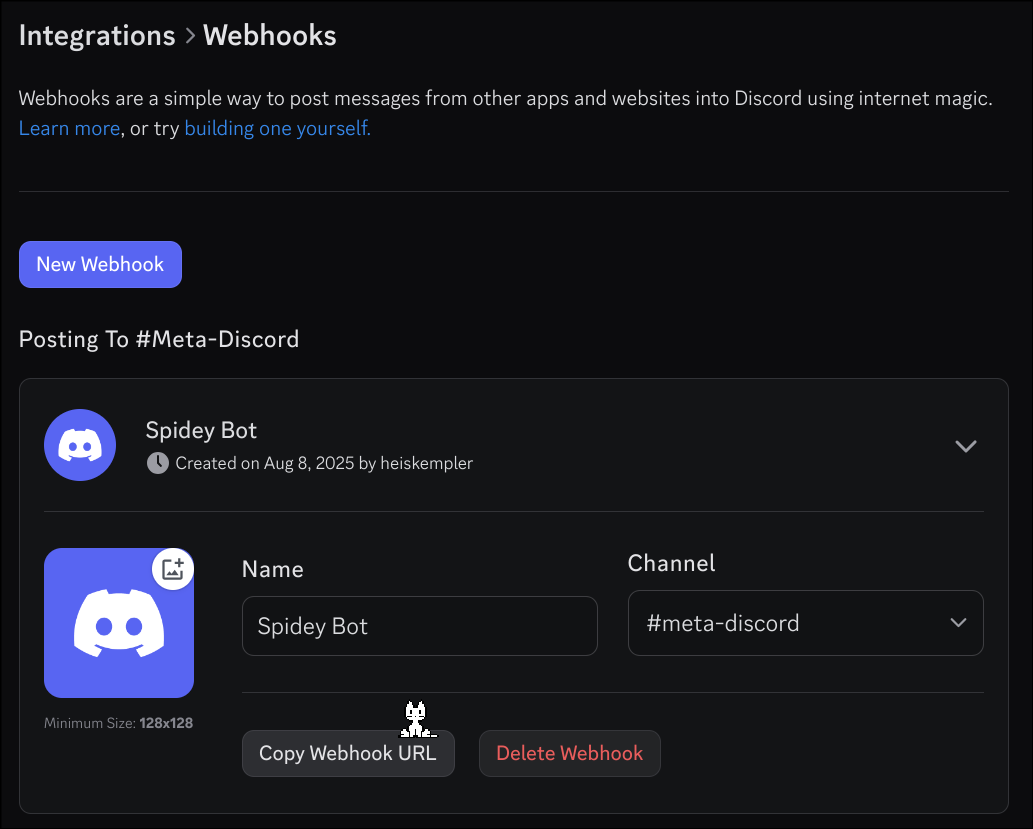 Integrations > Webhooks
Webhooks are a simple way to post messages from other apps and websites into Discord using internet magic.
Learn more, or try building one yourself.
New Webhook
Posting To #Meta-Discord
Spidey Bot
Created on Aug 8, 2025 by heiskempler
Name
Channel
Spidey Bot
#meta-discord
Minimum Size: 128x128
Copy Webhook URL
Delete Webhook